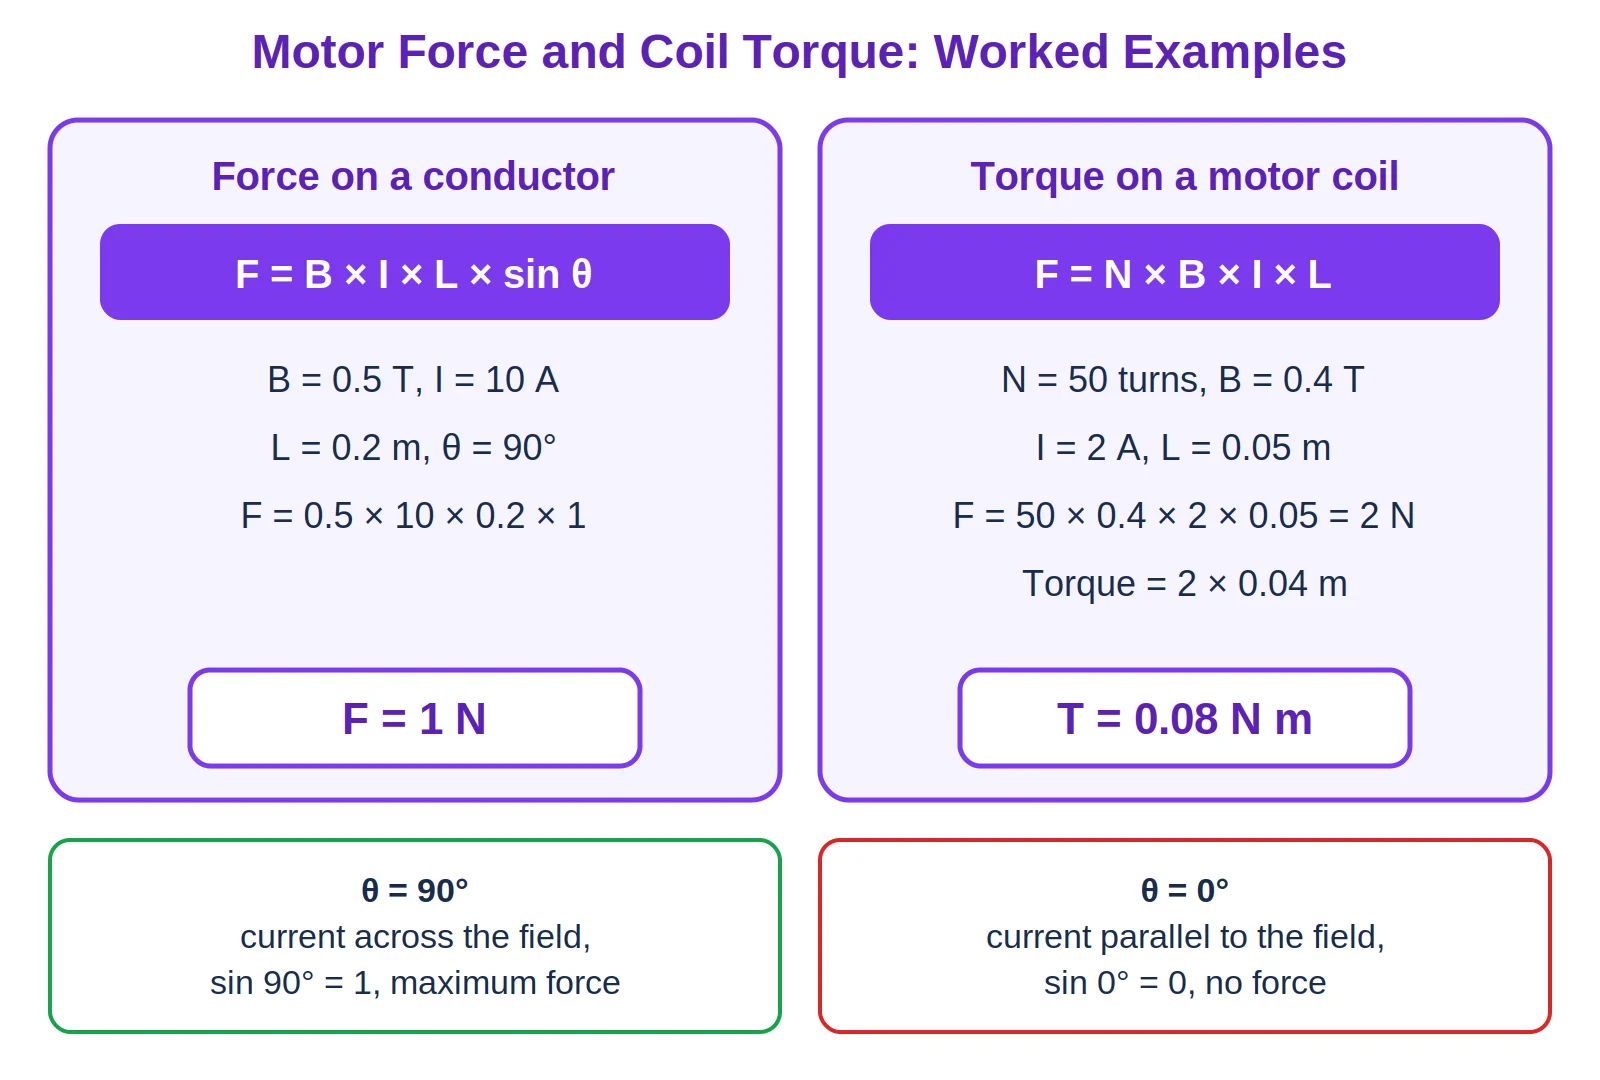 Motor Force and Coil Torque: Worked Examples
Force on a conductor
F = B × I × L × sin θ
B = 0.5 T, I = 10 A
L = 0.2 m, θ = 90°
F = 0.5 × 10 × 0.2 × 1
F = 1 N
Torque on a motor coil
F = N × B × I × L
N = 50 turns, B = 0.4 T
I = 2 A, L = 0.05 m
F = 50 × 0.4 × 2 × 0.05 = 2 N
Torque = 2 × 0.04 m
T = 0.08 N m
θ = 90°
current across the field,
sin 90° = 1, maximum force
θ = 0°
current parallel to the field,
sin 0° = 0, no force